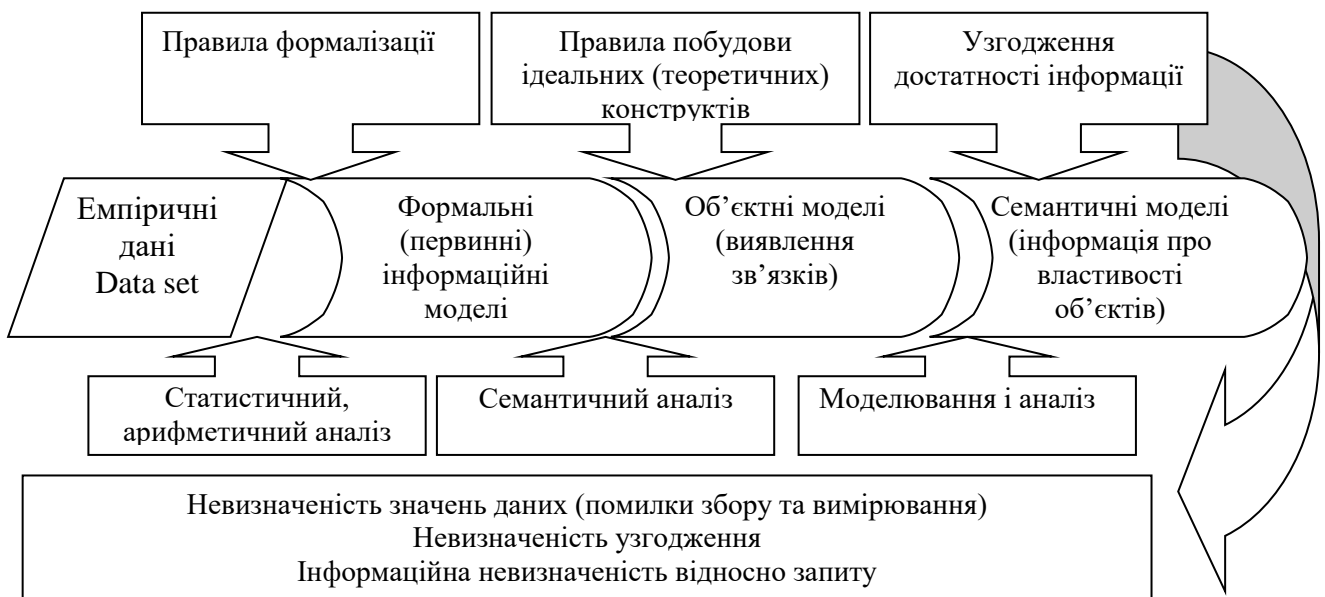 Правила формалізації
Правила побудови
ідеальних (теоретичних)
конструктів
Узгодження
достатності інформації
Емпіричні
дані
Data set
Формальні
(первинні)
інформаційні
моделі
Об’єктні моделі
(виявлення
зв’язків)
Семантичні моделі
(інформація про
властивості
об’єктів)
Статистичний,
арифметичний аналіз
Семантичний аналіз
Моделювання і аналіз
Невизначеність значень даних (помилки збору та вимірювання)
Невизначеність узгодження
Інформаційна невизначеність відносно запиту